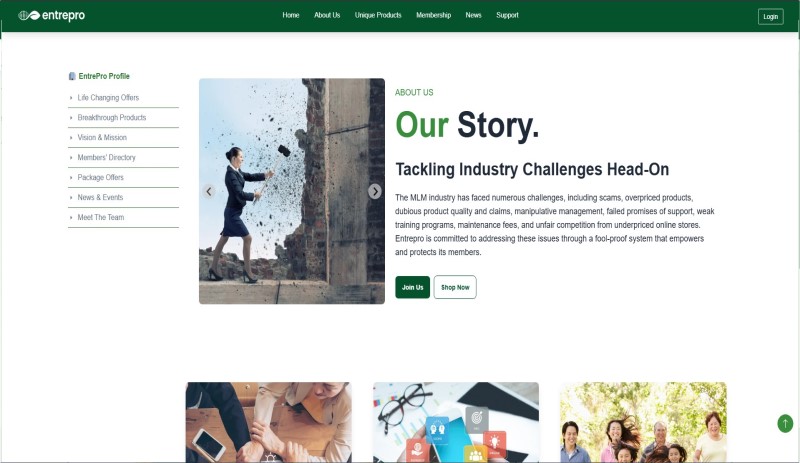 entrepro
Home About Us Unique Products Membership News Support
Login
EntrePro Profile
Life Changing Offers
Breakthrough Products
Vision & Mission
Members' Directory
Package Offers
News & Events
Meet The Team
ABOUT US
Our Story.
Tackling Industry Challenges Head-On
The MLM industry has faced numerous challenges, including scams, overpriced products,
dubious product quality and claims, manipulative management, failed promises of support, weak
training programs, maintenance fees, and unfair competition from underpriced online stores.
Entrepro is committed to addressing these issues through a fool-proof system that empowers
and protects its members.
Join Us Shop Now